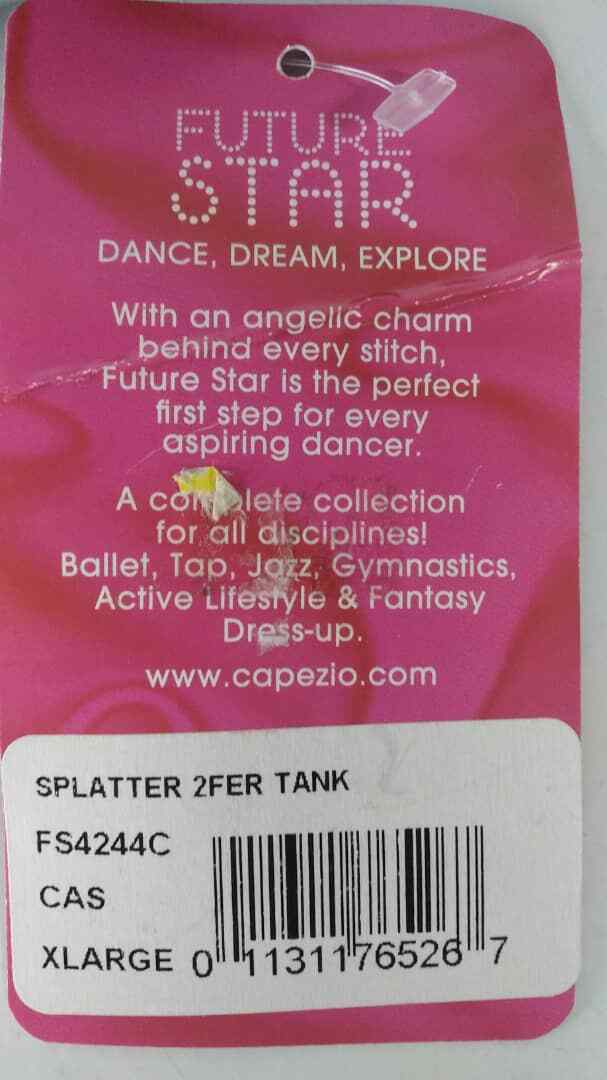 FUTURE
STAR
DANCE, DREAM, EXPLORE
With an angelic charm
behind every stitch,
Future Star is the perfect
first step for every
aspiring dancer.
A complete collection
for all disciplines!
Ballet, Tap, Jazz, Gymnastics,
Active Lifestyle & Fantasy
Dress-up.
www.capezio.com
SPLATTER 2FER TANK
FS4244C
CAS
XLARGE
0 11311 76526 7